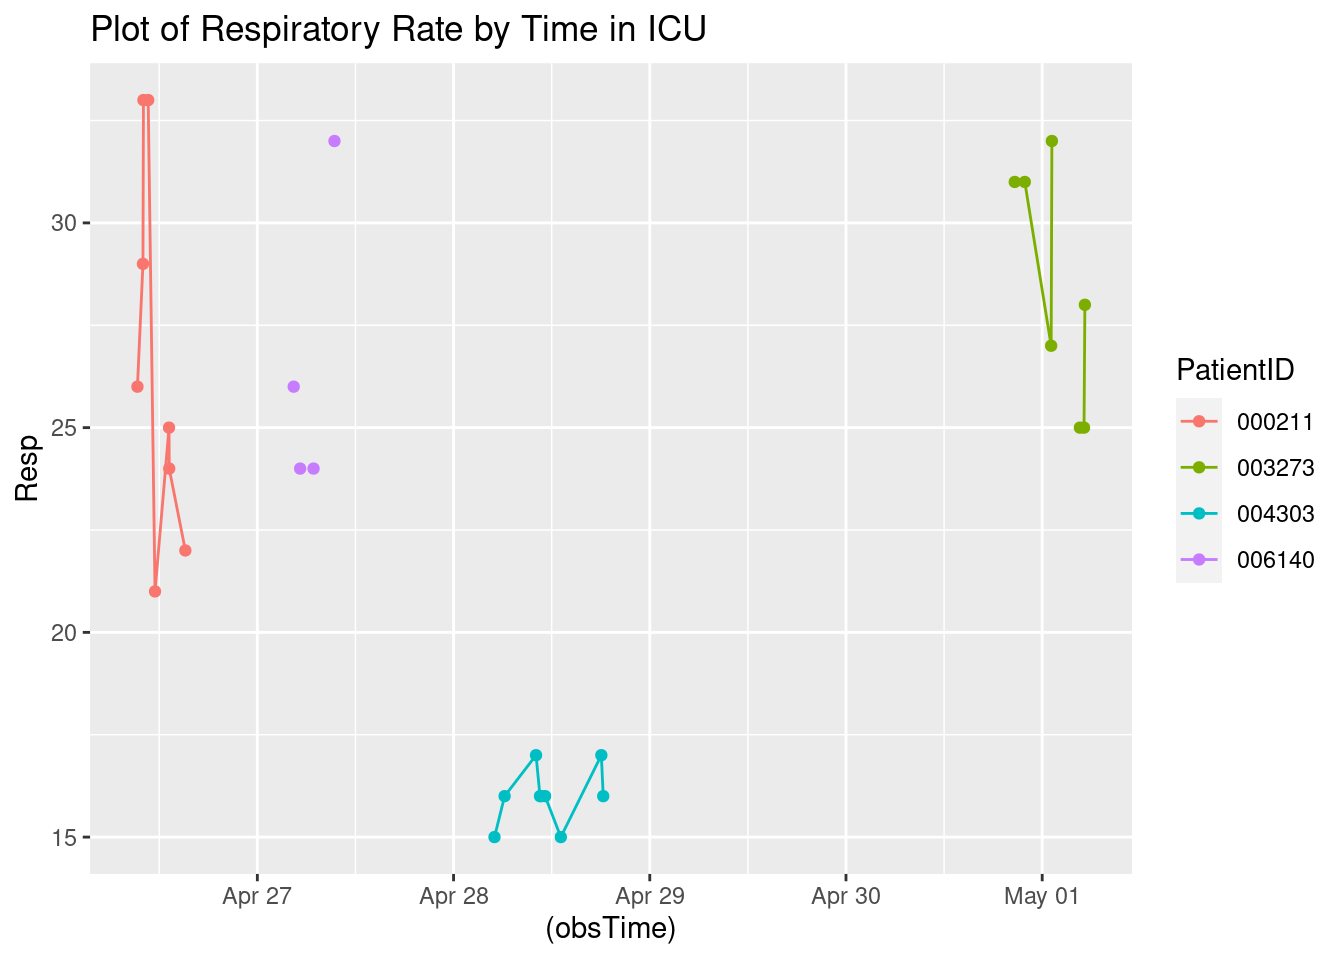 Plot of Respiratory Rate by Time in ICU
30
25
20
15
Resp
Apr 27
Apr 28
Apr 29
Apr 30
May 01
(obsTime)
PatientID
000211
003273
004303
006140